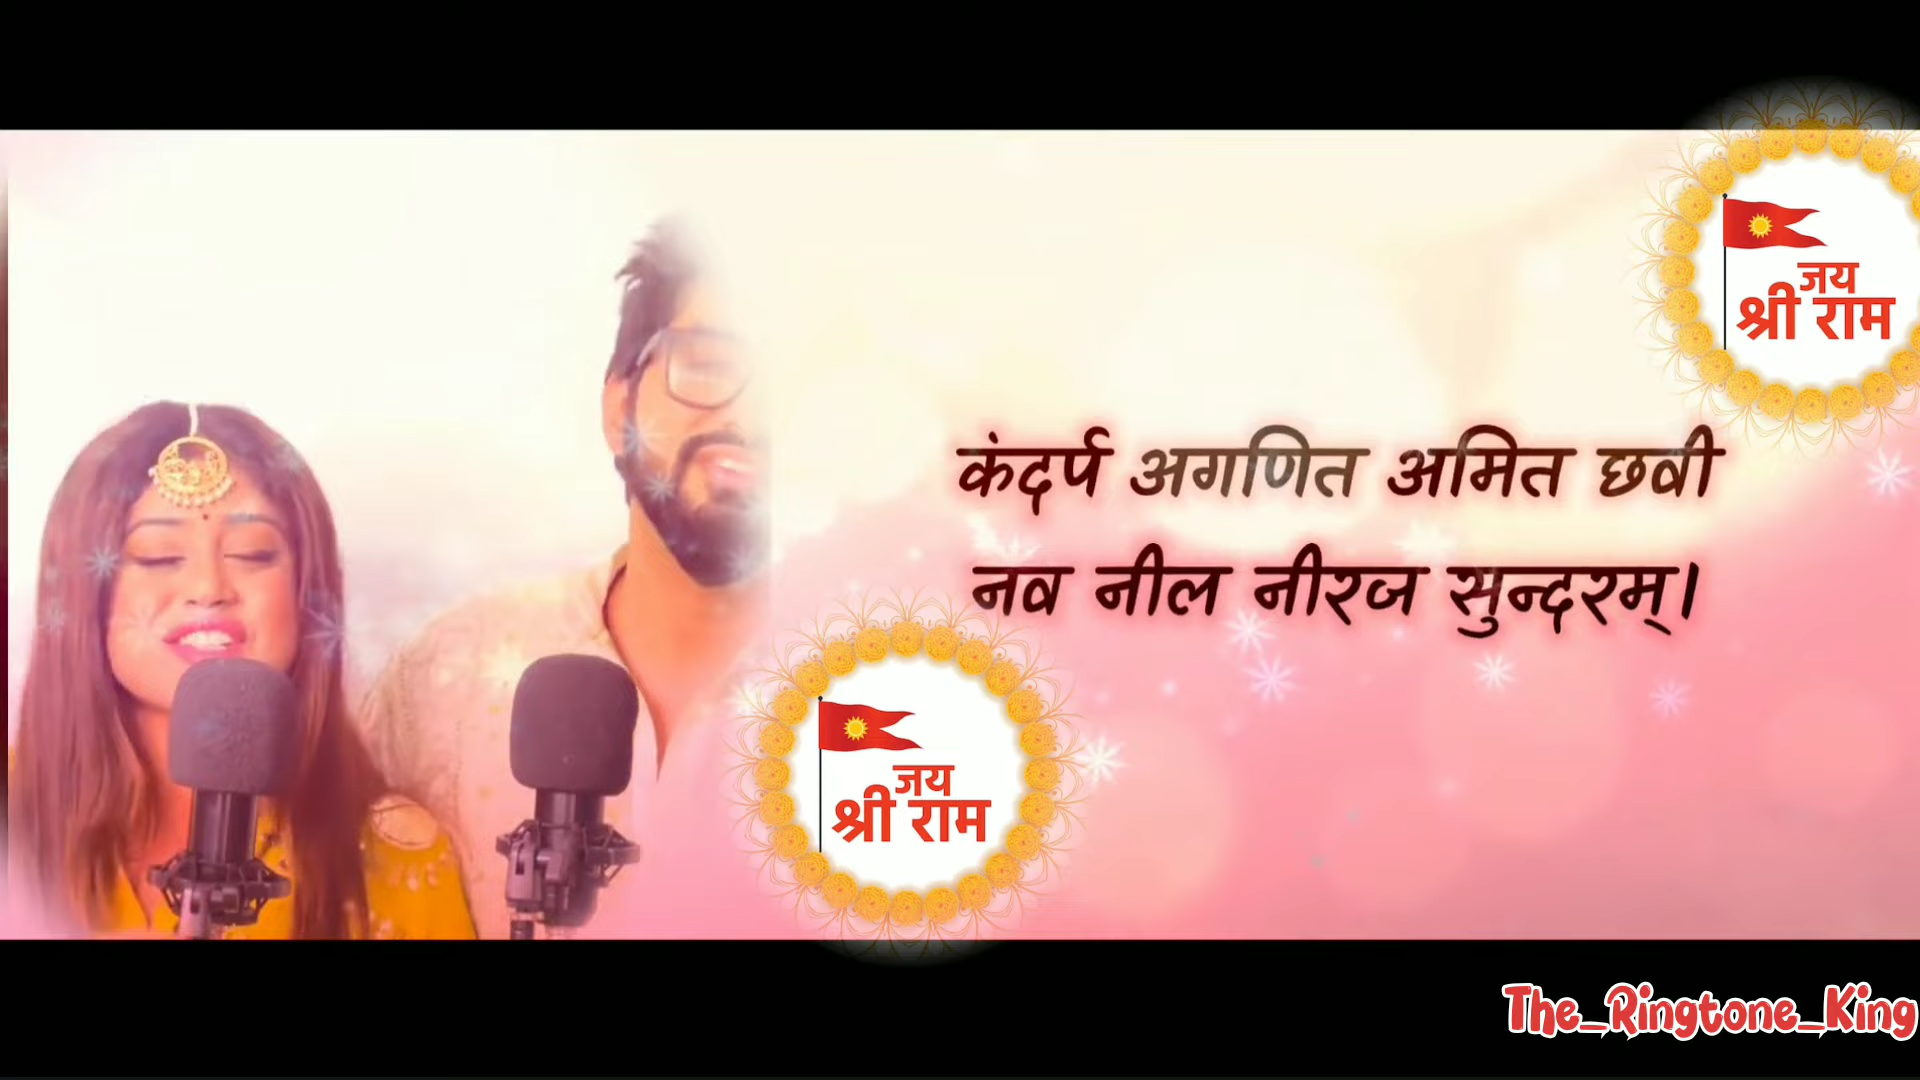 जय
श्री राम
कंदर्प अगणित अमित छवी
नव नील नीरज सुन्दरम्।
जय
श्री राम
The_Ringtone_King